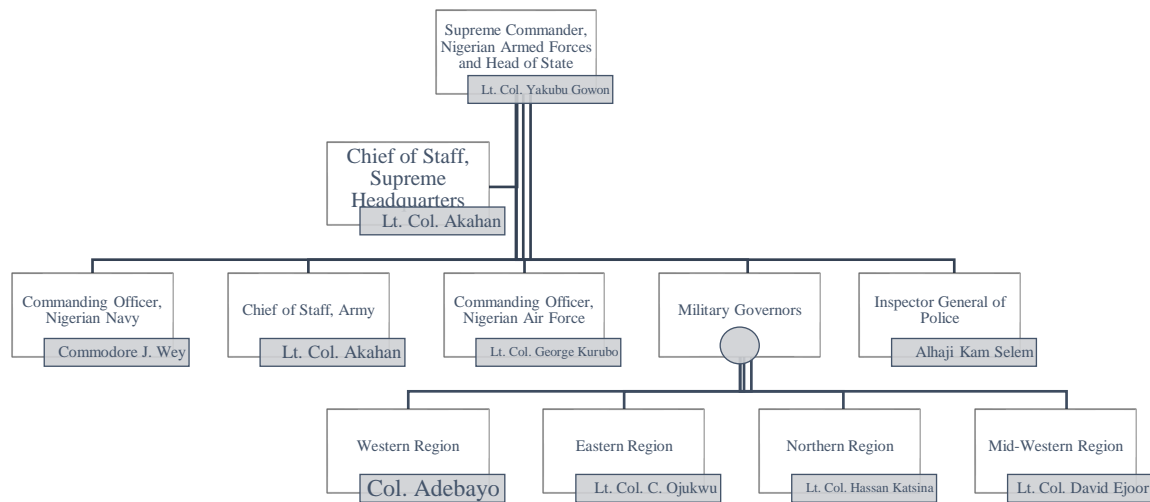 Supreme Commander,
Nigerian Armed Forces
and Head of State
Lt. Col. Yakubu Gowon
Chief of Staff,
Supreme
Headquarters
Lt. Col. Akahan
Commanding Officer,
Nigerian Navy
Commodore J. Wey
Chief of Staff, Army
Lt. Col. Akahan
Commanding Officer,
Nigerian Air Force
Lt. Col. George Kurubo
Military Governors
Inspector General of
Police
Alhaji Kam Selem
Western Region
Col. Adebayo
Eastern Region
Lt. Col. C. Ojukwu
Northern Region
Lt. Col. Hassan Katsina
Mid-Western Region
Lt. Col. David Ejoor